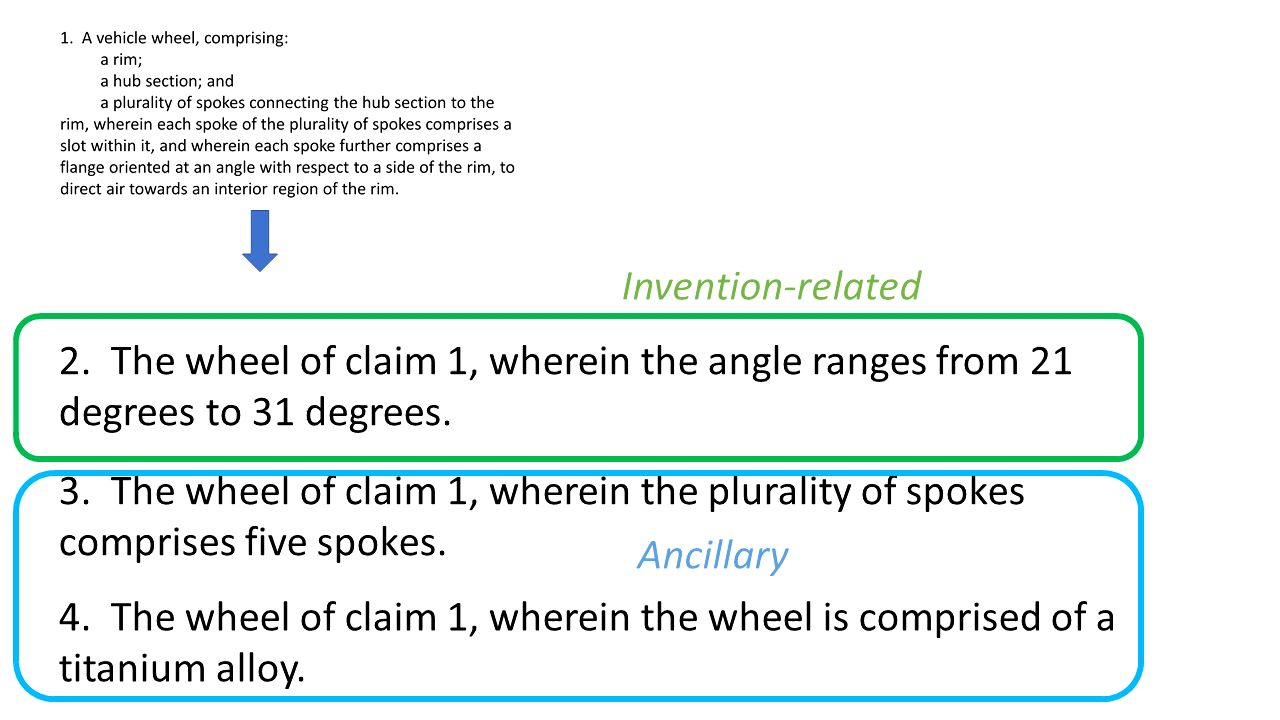 1. A vehicle wheel, comprising:
a rim;
a hub section; and
a plurality of spokes connecting the hub section to the
rim, wherein each spoke of the plurality of spokes comprises a
slot within it, and wherein each spoke further comprises a
flange oriented at an angle with respect to a side of the rim, to
direct air towards an interior region of the rim.
Invention-related
2. The wheel of claim 1, wherein the angle ranges from 21
degrees to 31 degrees.
3. The wheel of claim 1, wherein the plurality of spokes
comprises five spokes.
Ancillary
4. The wheel of claim 1, wherein the wheel is comprised of a
titanium alloy.